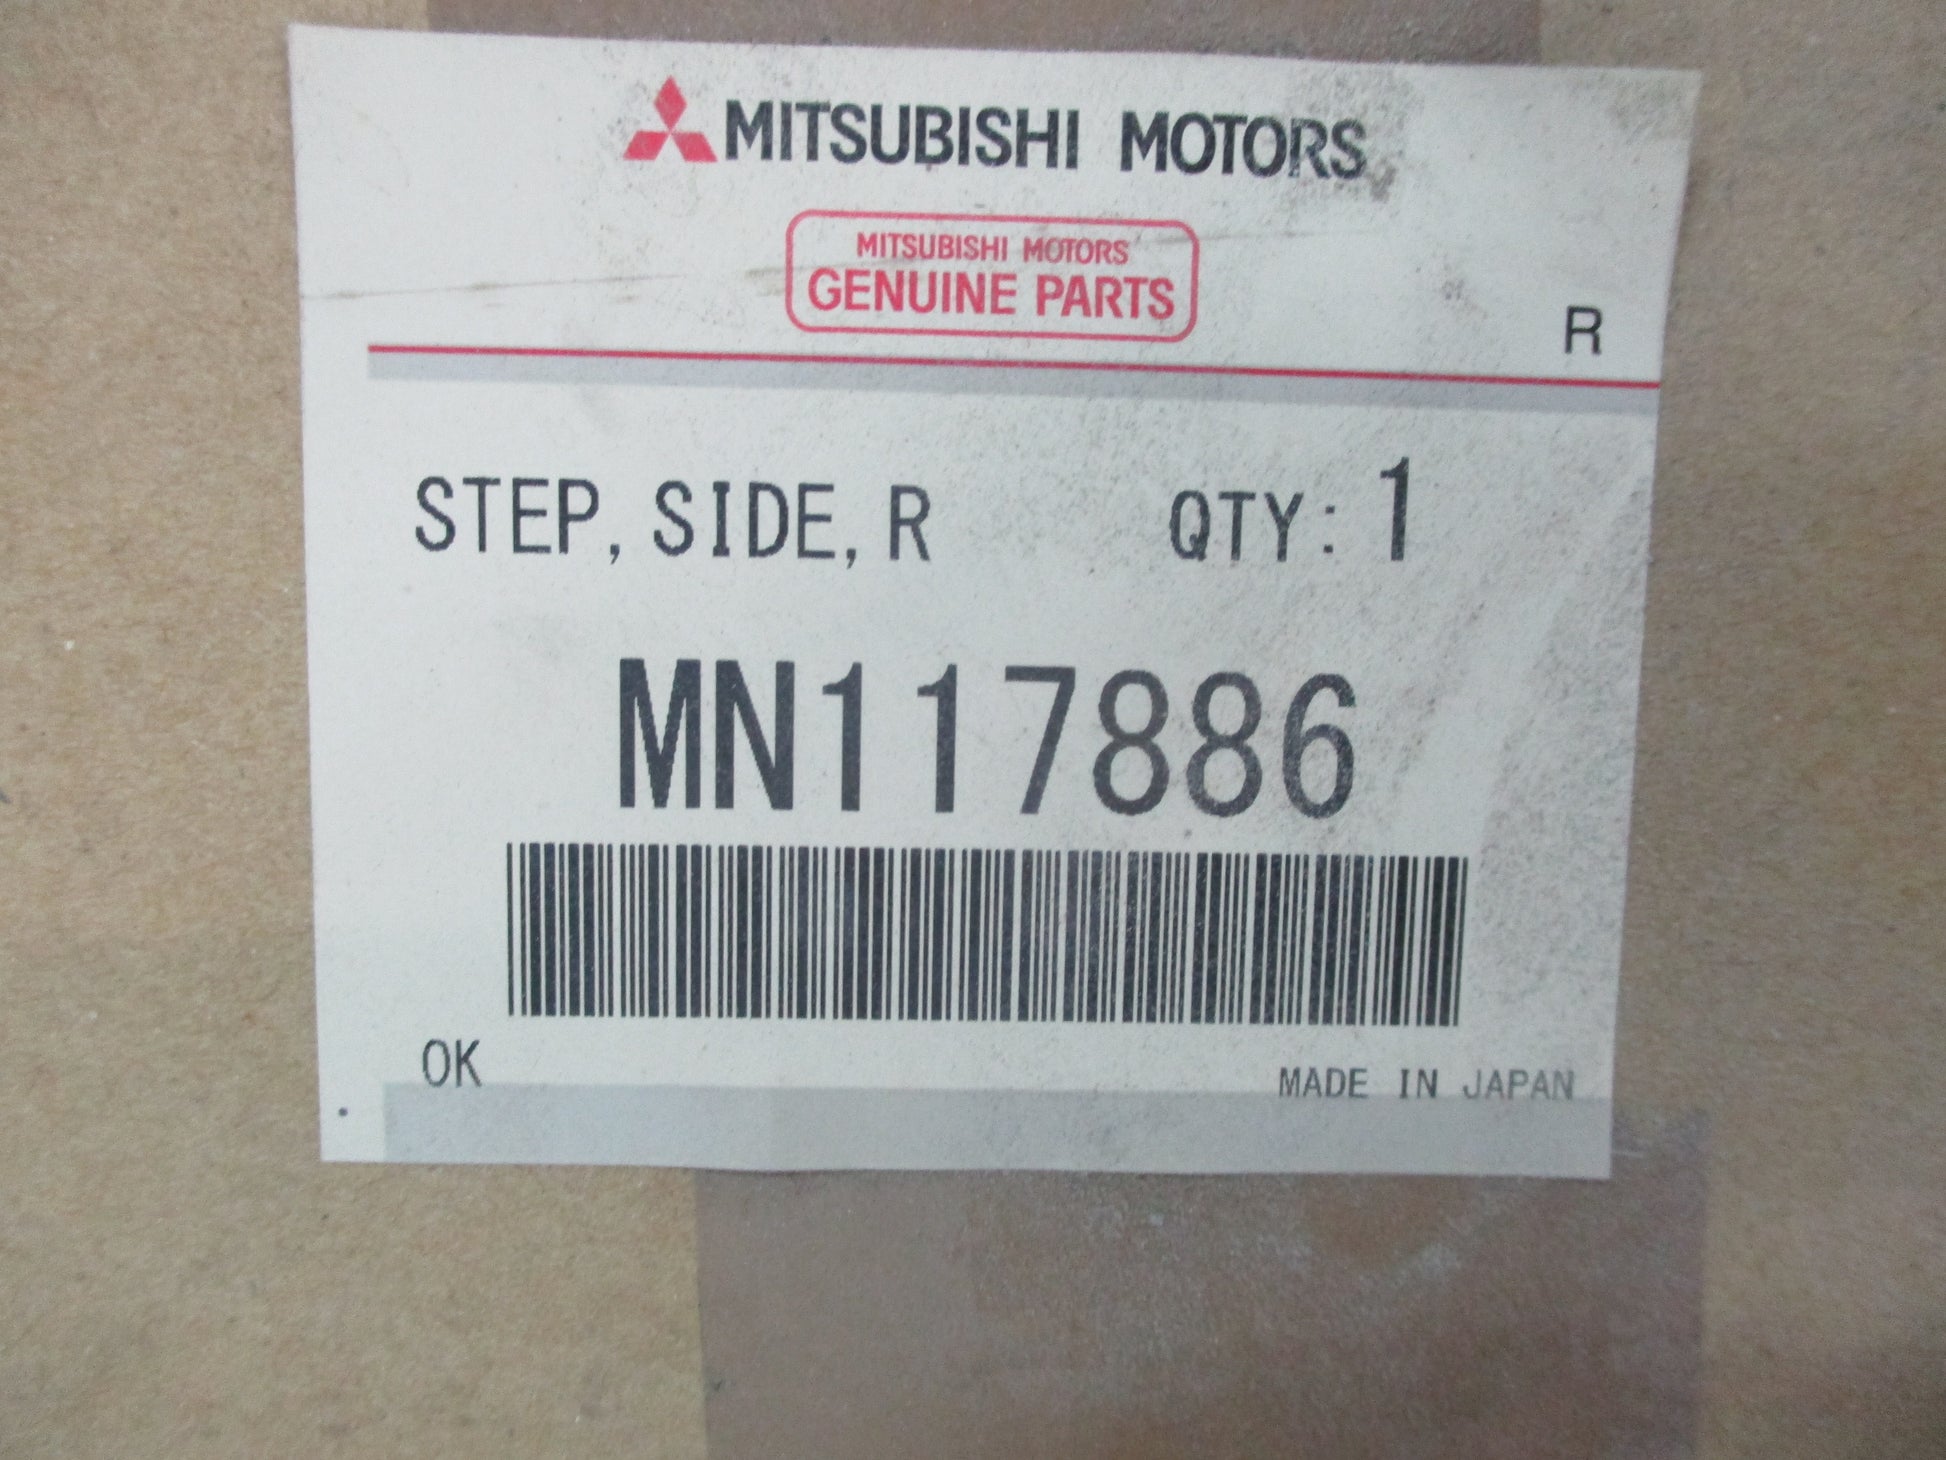 MITSUBISHI MOTORS
MITSUBISHI MOTORS
GENUINE PARTS
R
STEP, SIDE, R QTY: 1
MN117886
OK
MADE IN JAPAN